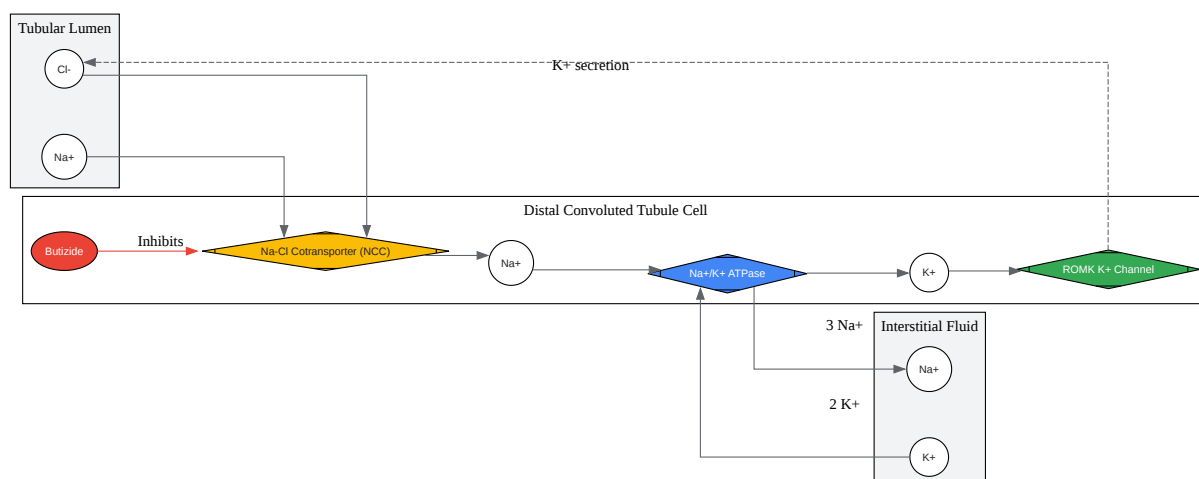 Tubular Lumen
Cl-
K+ secretion
Na+
Distal Convoluted Tubule Cell
Butizide
Inhibits
Na-Cl Cotransporter (NCC)
Na+
Na+/K+ ATPase
K+
ROMK K+ Channel
3 Na+
Interstitial Fluid
Na+
2 K+
K+